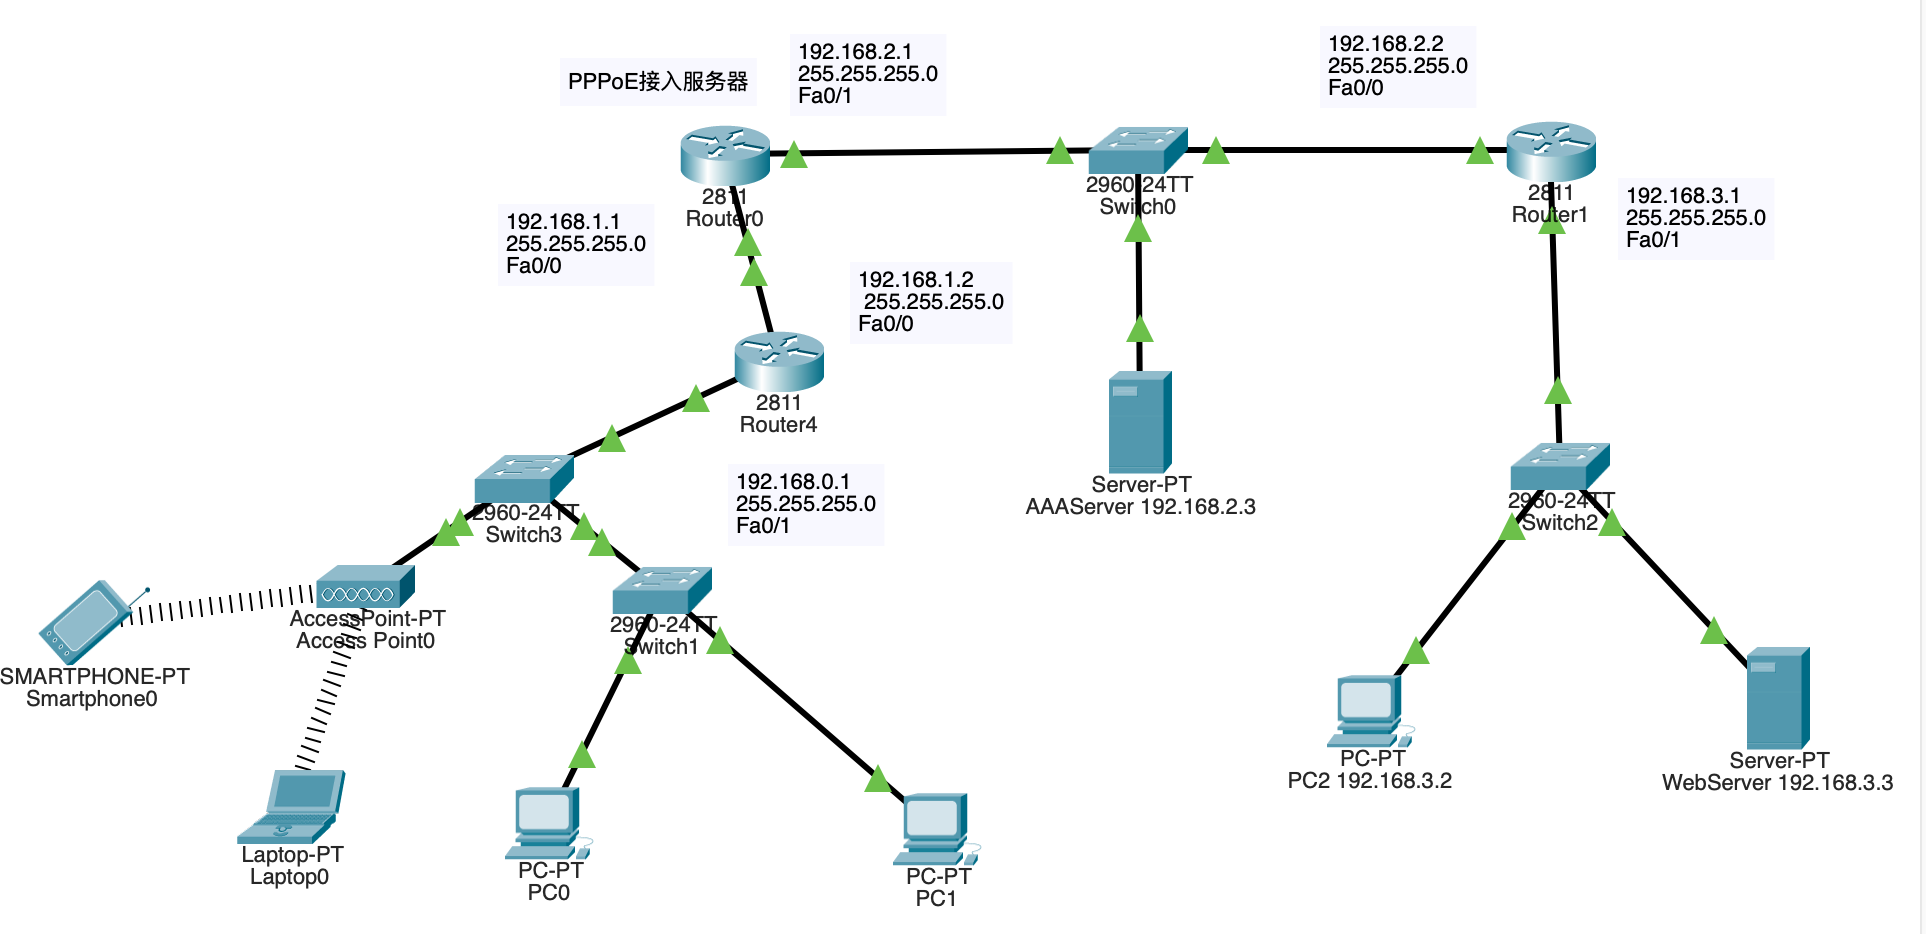 PPPoE接入服务器
192.168.2.1
255.255.255.0
Fa0/1
192.168.2.2
255.255.255.0
Fa0/0
2811
Router0
2960-24TT
Switch0
2811
Router1
192.168.3.1
255.255.255.0
Fa0/1
192.168.1.1
255.255.255.0
Fa0/0
192.168.1.2
255.255.255.0
Fa0/0
2811
Router4
192.168.0.1
255.255.255.0
Fa0/1
Server-PT
AAAServer 192.168.2.3
2960-24TT
Switch2
2960-24TT
Switch3
AccessPoint-PT
Access Point0
2960-24TT
Switch1
SMARTPHONE-PT
Smartphone0
PC-PT
PC2 192.168.3.2
Server-PT
WebServer 192.168.3.3
Laptop-PT
Laptop0
PC-PT
PC0
PC-PT
PC1